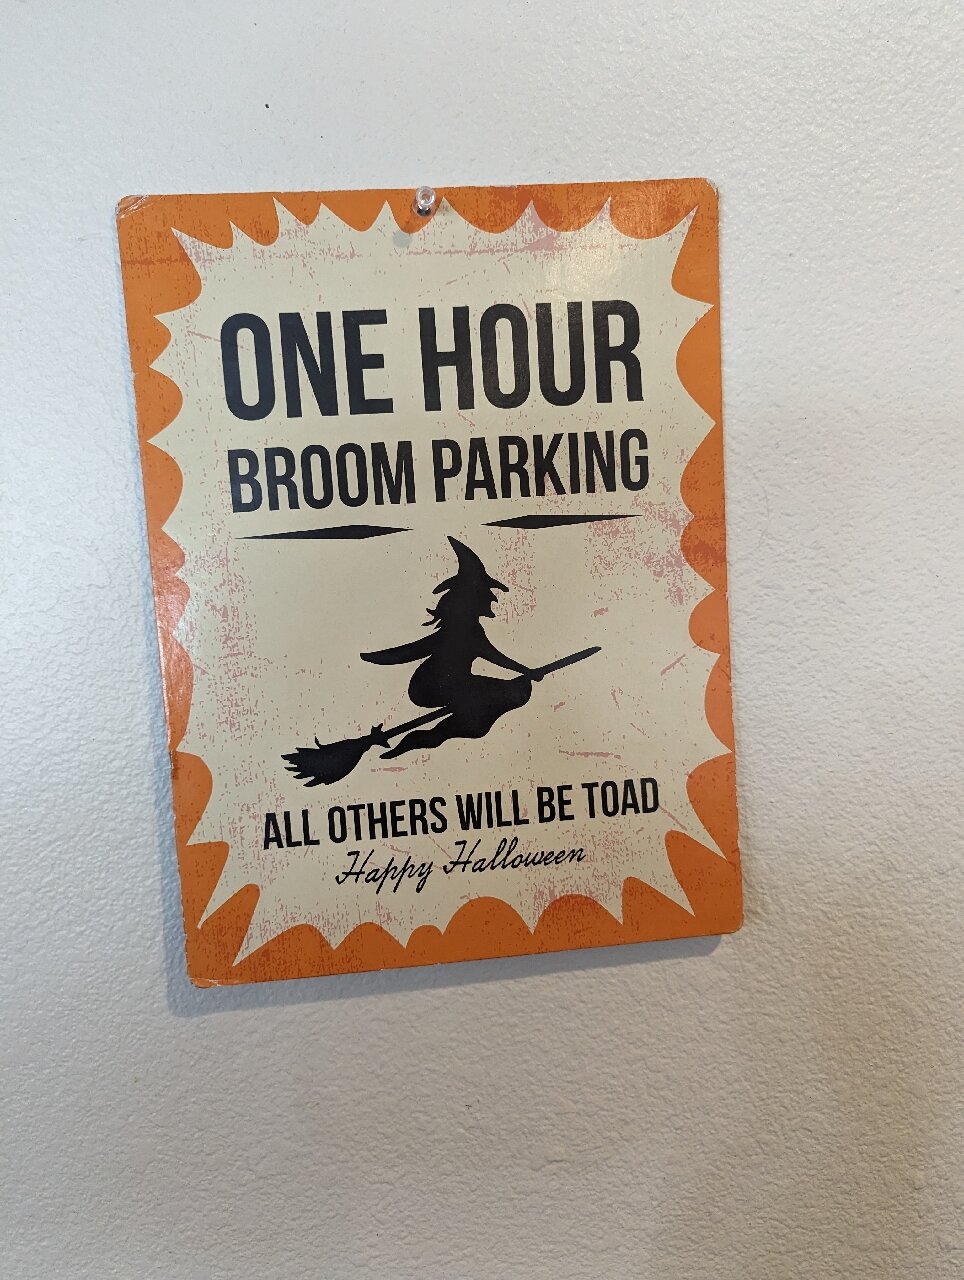 ONE HOUR
BROOM PARKING
ALL OTHERS WILL BE TOAD
Happy Halloween